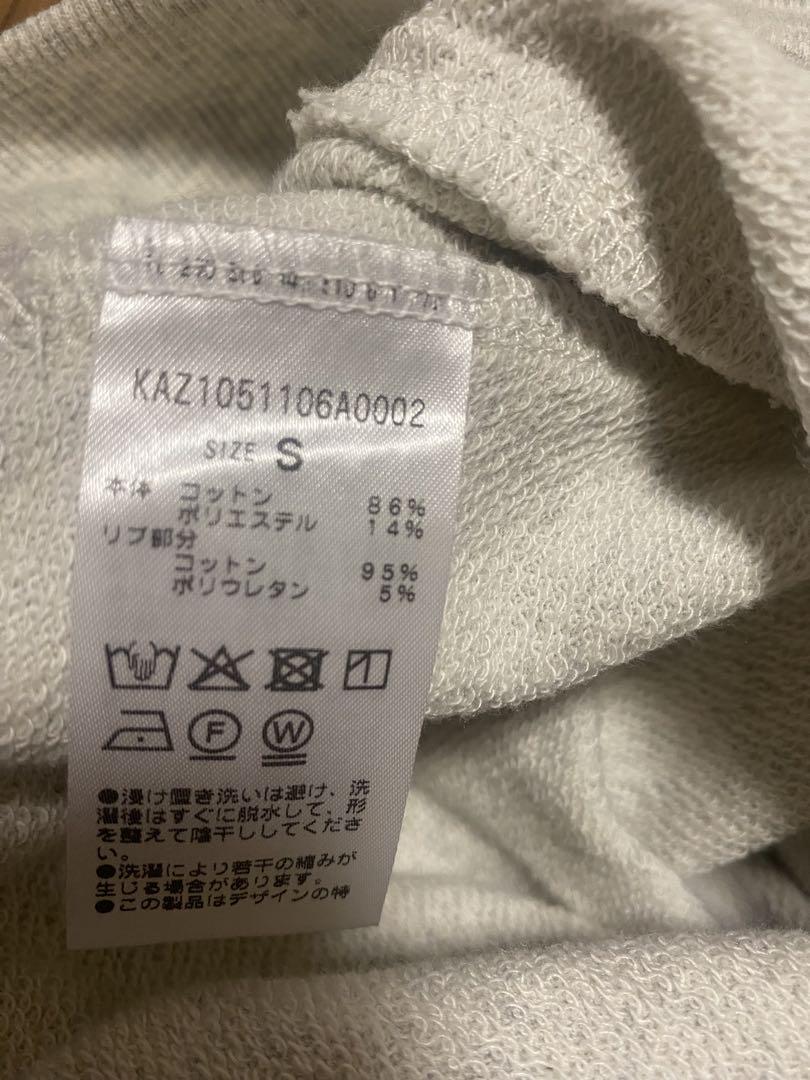 KAZ1051106A0002
SIZE S
本体 コットン 86%
ポリエステル 14%
リブ部分
コットン 95%
ポリウレタン 5%
F W
●浸け置き洗いは避け、洗
濯後はすぐに脱水して、形
を整えて陰干ししてくださ
い。
●洗濯により若干の縮みが
生じる場合があります。
●この製品はデザインの特